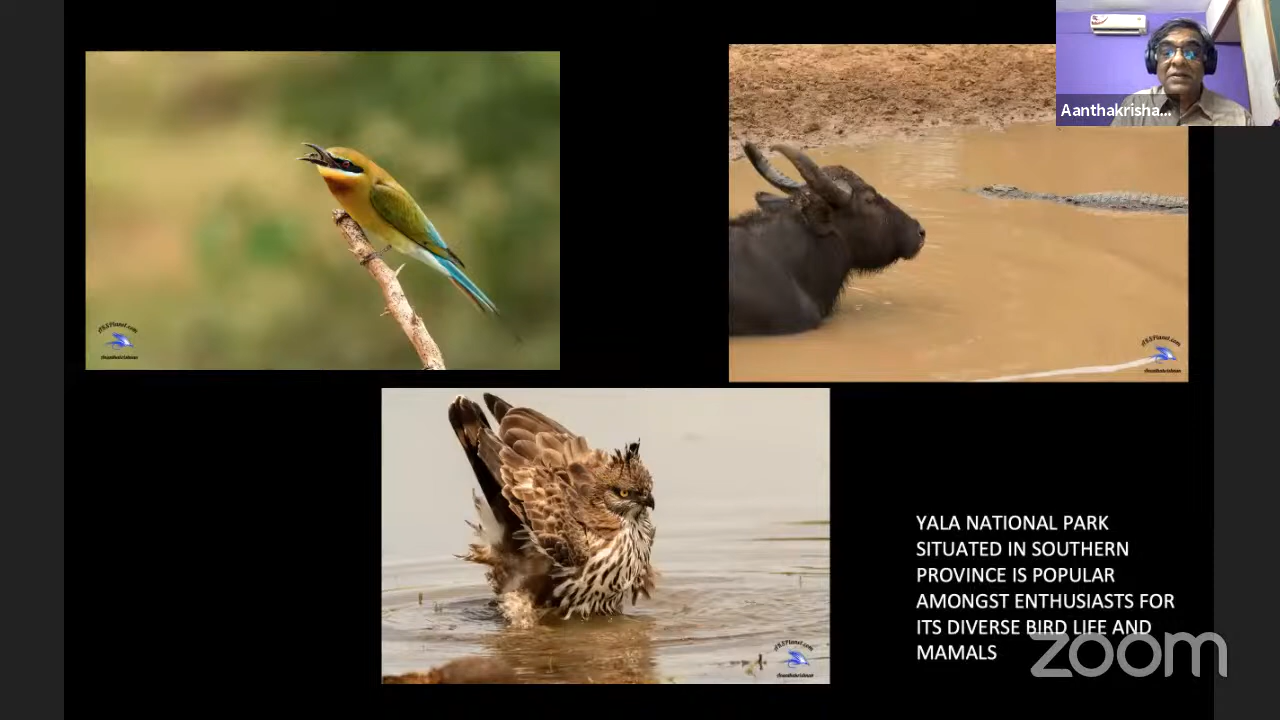 Aanthakrisha...
YALA NATIONAL PARK
SITUATED IN SOUTHERN
PROVINCE IS POPULAR
AMONGST ENTHUSIASTS FOR
ITS DIVERSE BIRD LIFE AND
MAMALS
zoom